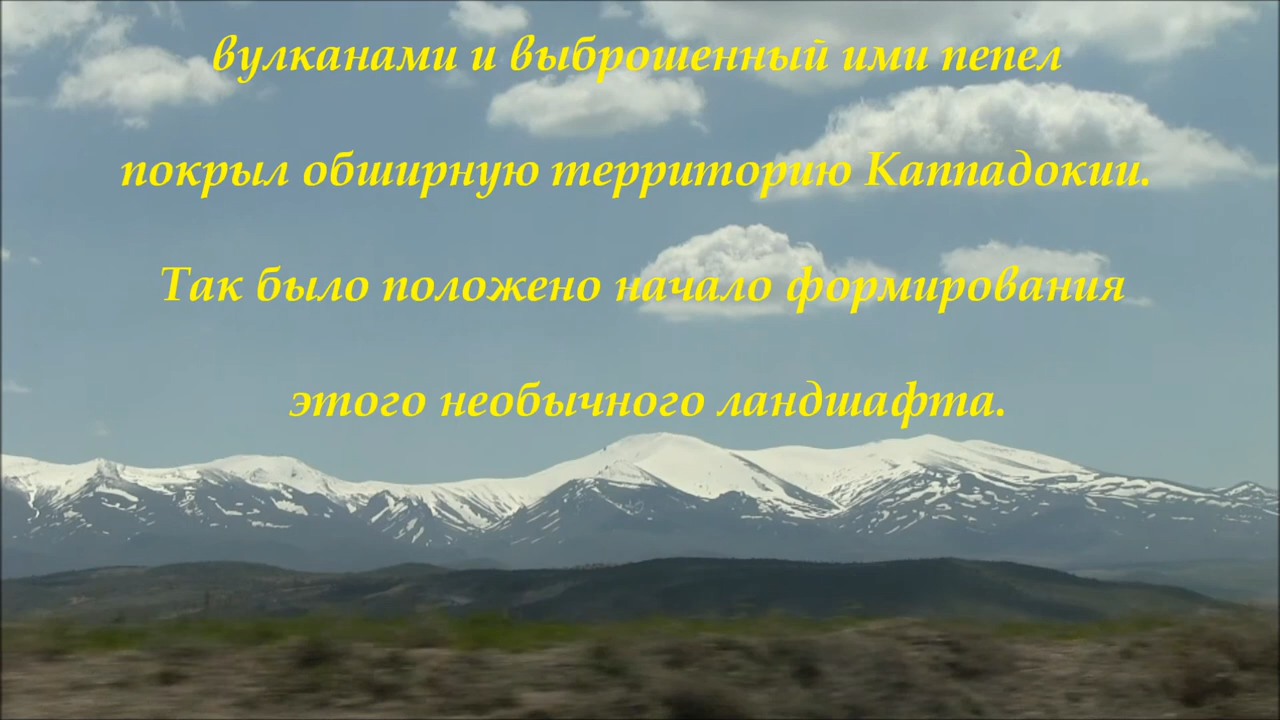 вулканами и выброшенный ими пепел
покрыл обширную территорию Каппадокии.
Так было положено начало формирования
этого необычного ландшафта.